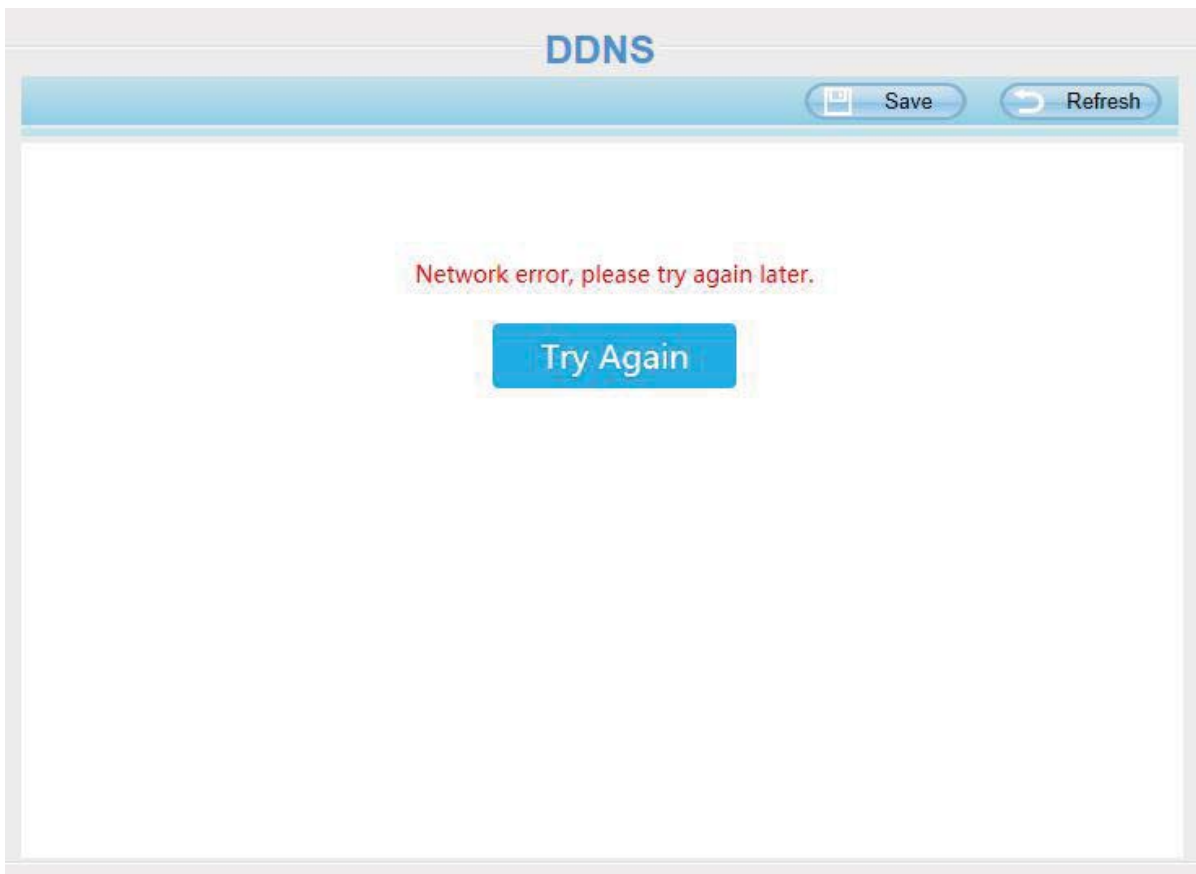 DDNS
Save Refresh
Network error, please try again later.
Try Again